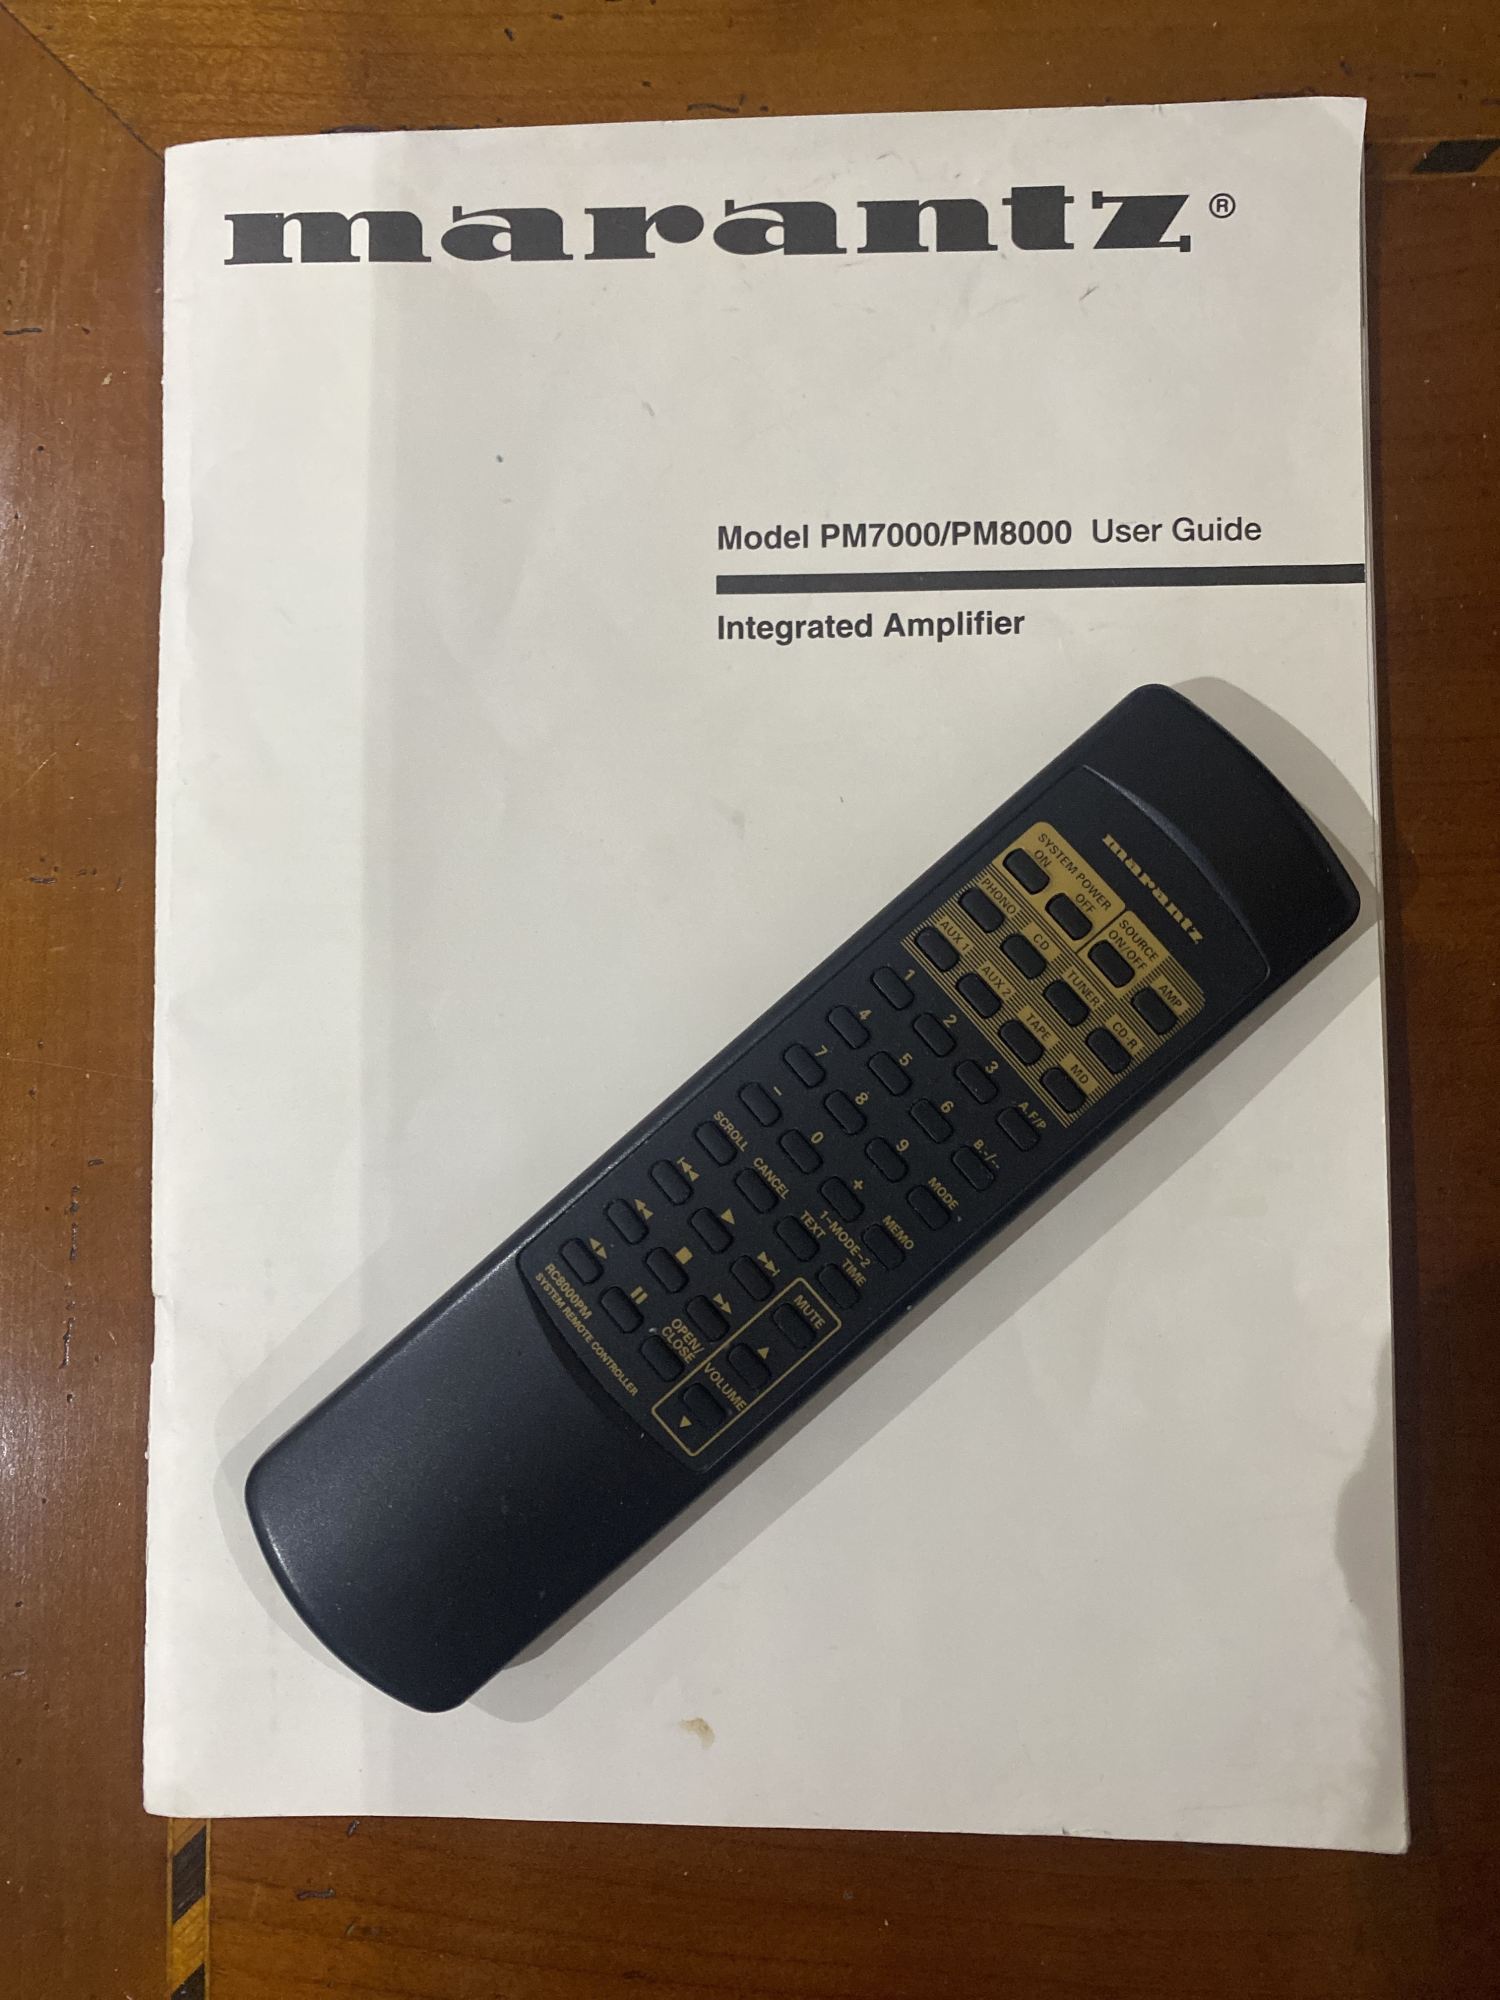 marantz®
Model PM7000/PM8000 User Guide
Integrated Amplifier
marantz
SYSTEM POWER
ON OFF
SOURCE
ON/OFF
AMP
PHONO CD TUNER CD-R
AUX 1 AUX 2 TAPE MD
1 2 3 A.F/P
4 5 6 B.-/--
7 8 9 MODE
- 0 + MEMO
1-MODE-2
SCROLL CANCEL TEXT TIME
MUTE
OPEN/
CLOSE
VOLUME
RC8000PM
SYSTEM REMOTE CONTROLLER